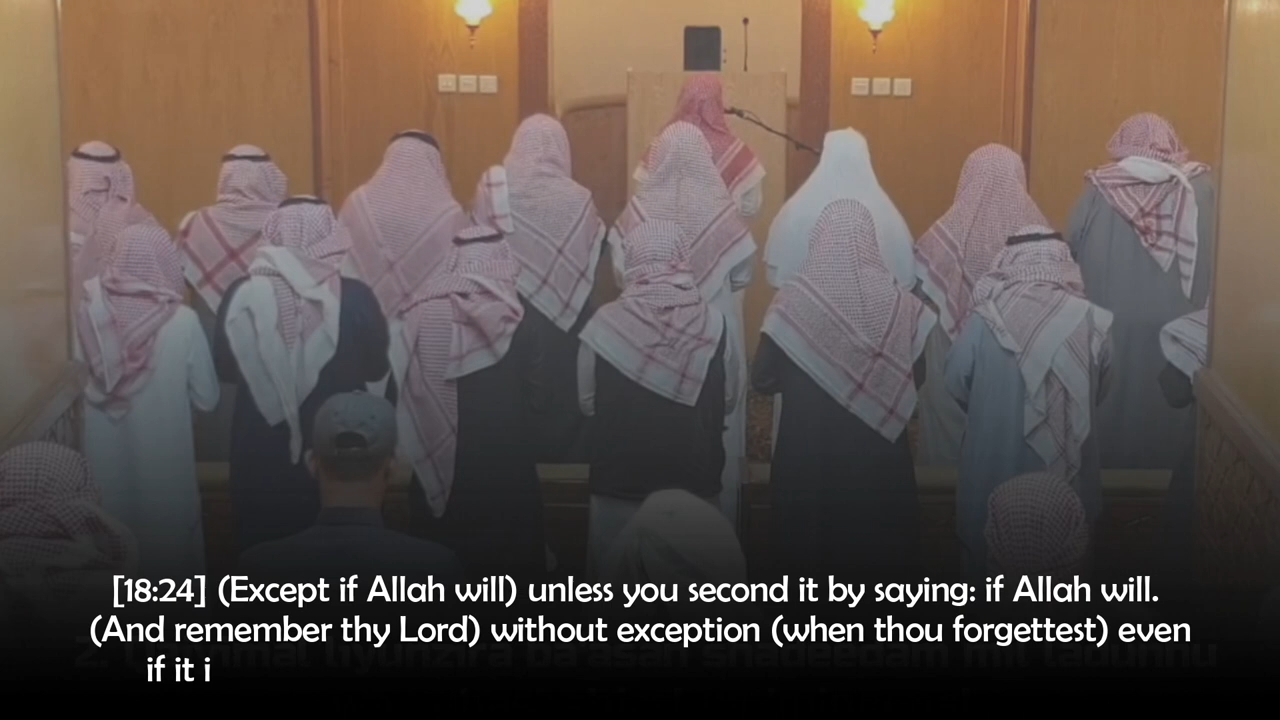 [18:24] (Except if Allah will) unless you second it by saying: if Allah will.
(And remember thy Lord) without exception (when thou forgettest) even
if it i